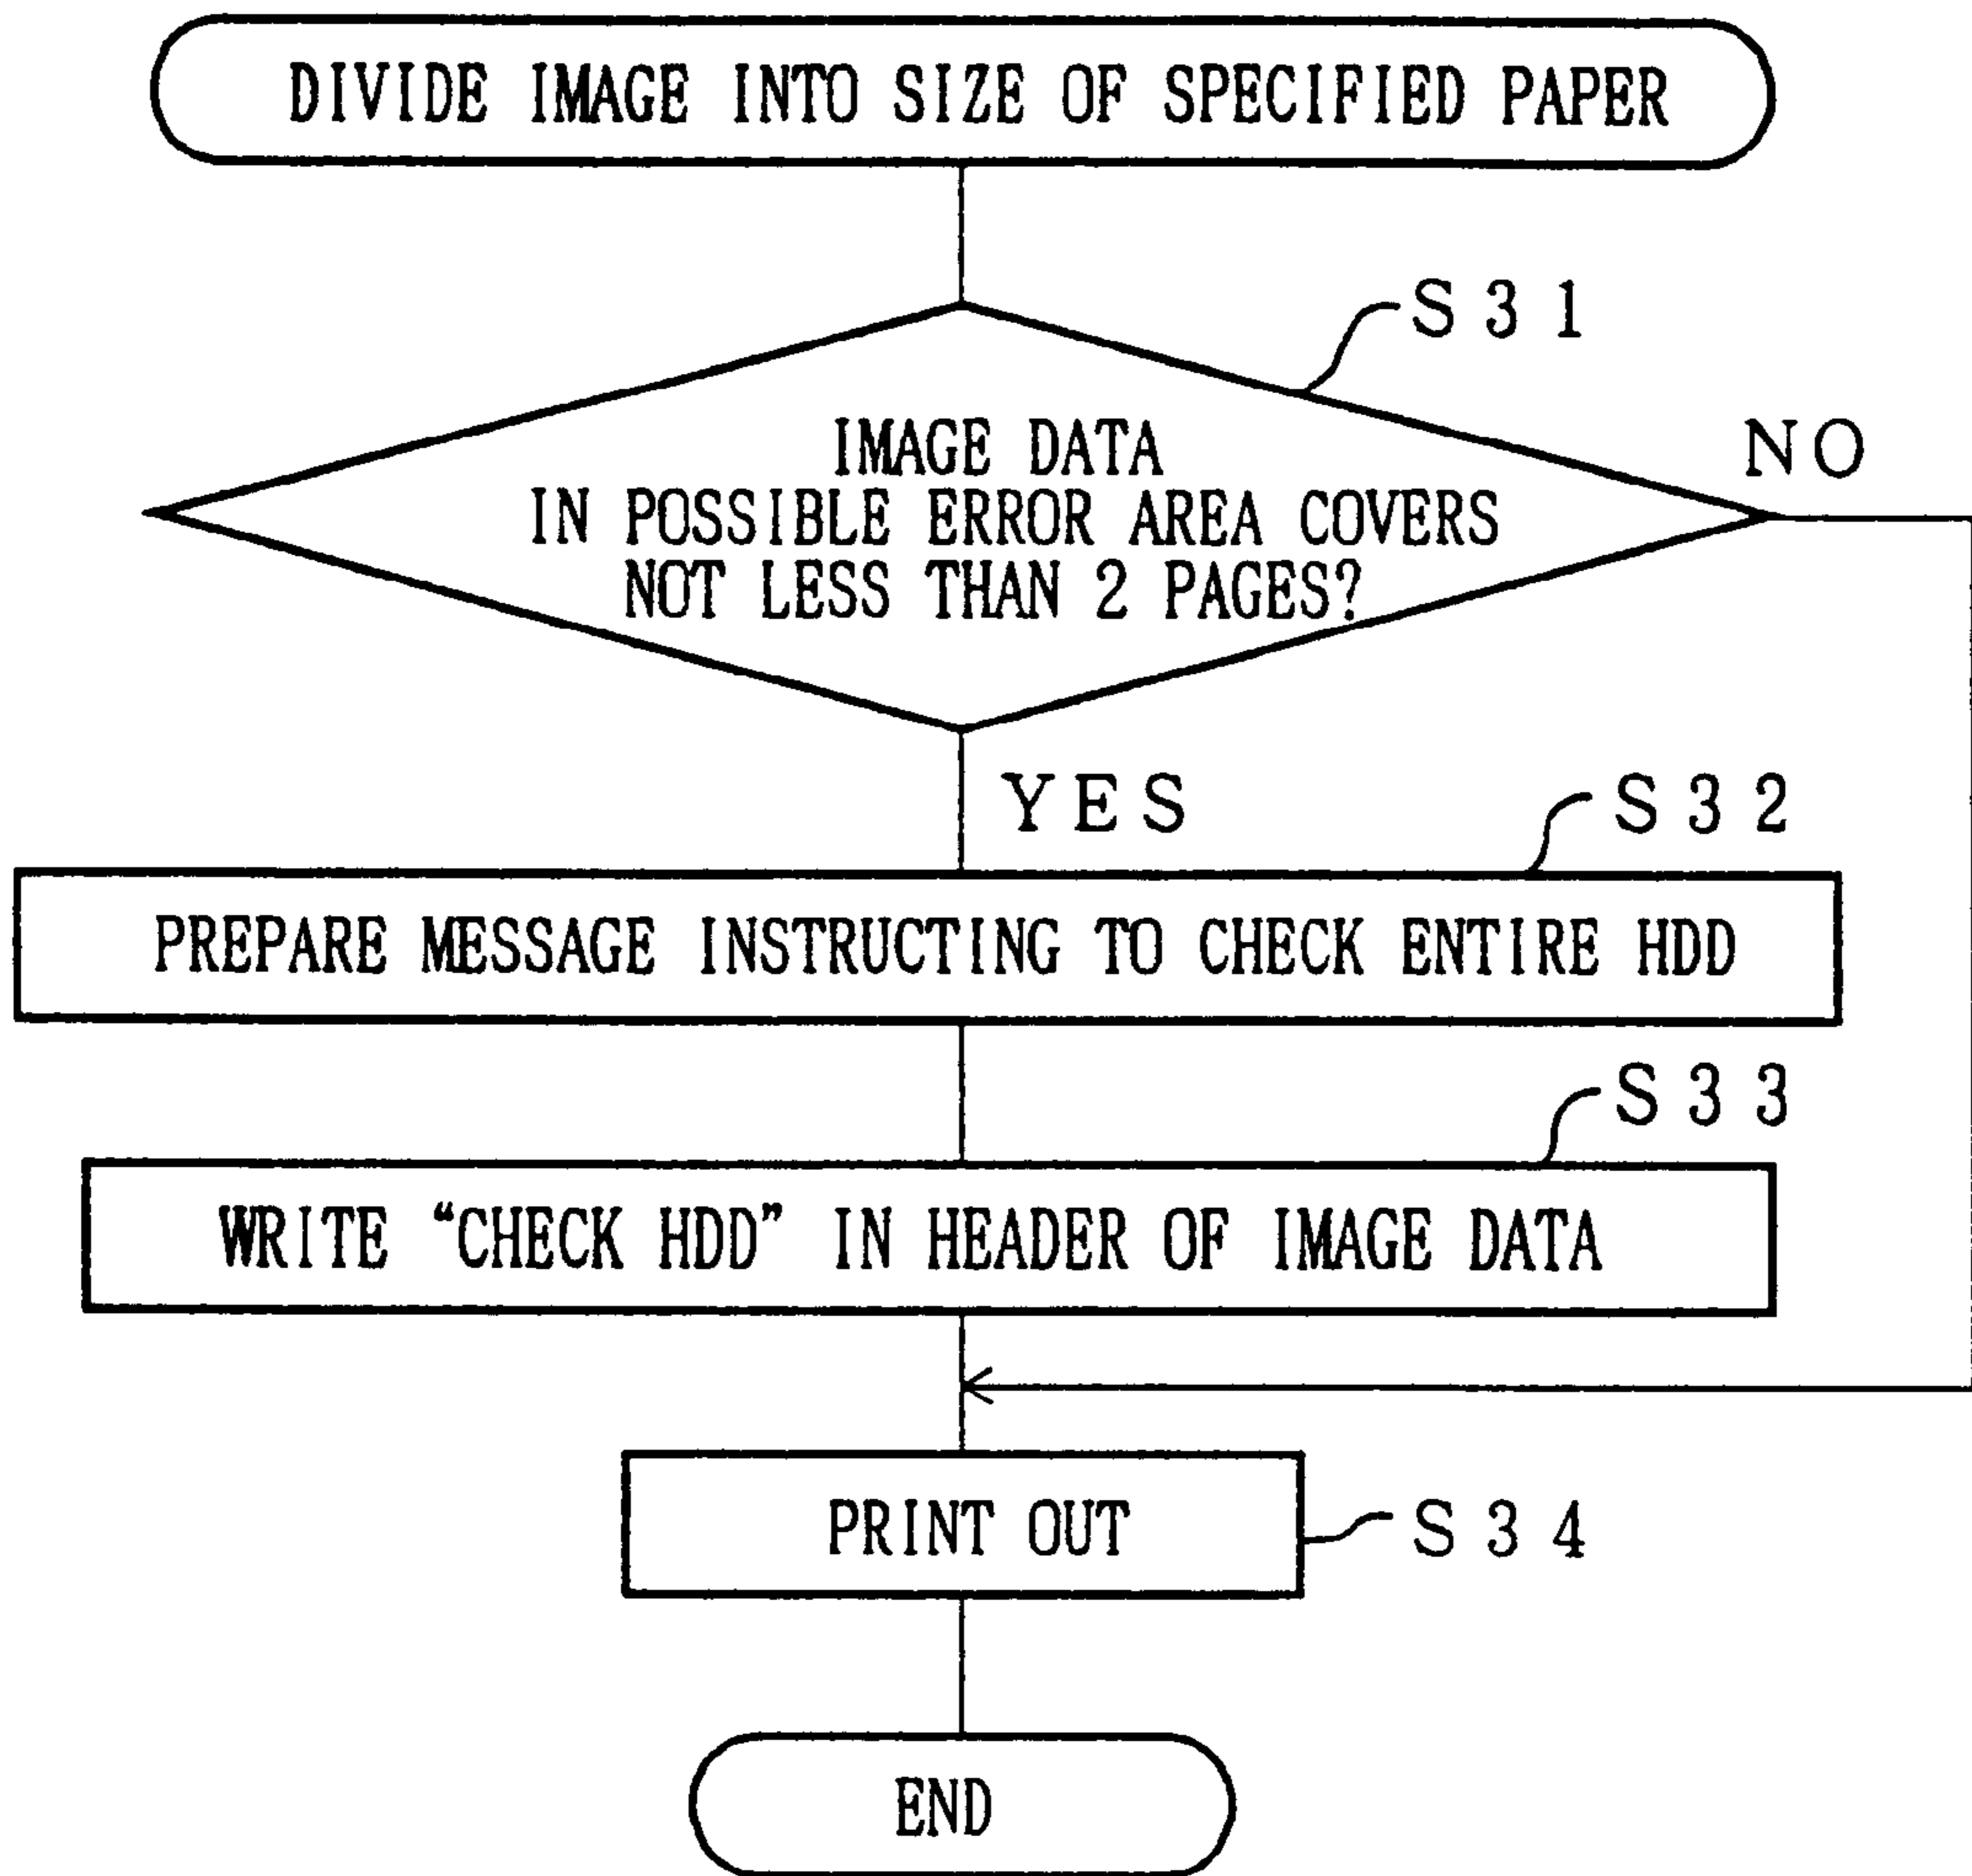 DIVIDE IMAGE INTO SIZE OF SPECIFIED PAPER
S31
IMAGE DATA
IN POSSIBLE ERROR AREA COVERS
NOT LESS THAN 2 PAGES?
NO
YES
S32
PREPARE MESSAGE INSTRUCTING TO CHECK ENTIRE HDD
S33
WRITE “CHECK HDD” IN HEADER OF IMAGE DATA
PRINT OUT
S34
END